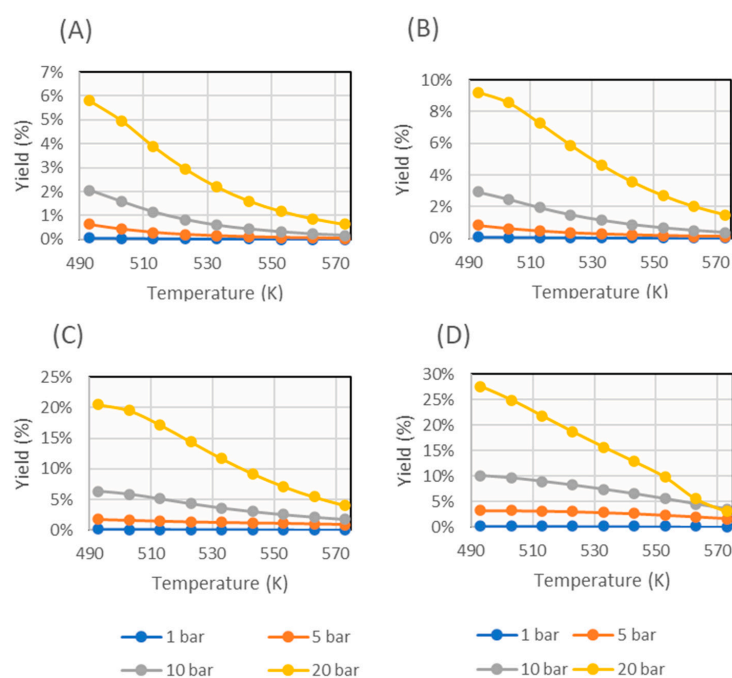 (A)
7%
6%
5%
4%
3%
2%
1%
0%
Yield (%)
490 510 530 550 570
Temperature (K)
(B)
10%
8%
6%
4%
2%
0%
Yield (%)
490 510 530 550 570
Temperature (K)
(C)
25%
20%
15%
10%
5%
0%
Yield (%)
490 510 530 550 570
Temperature (K)
(D)
30%
25%
20%
15%
10%
5%
0%
Yield (%)
490 510 530 550 570
Temperature (K)
1 bar 5 bar
10 bar 20 bar
1 bar 5 bar
10 bar 20 bar